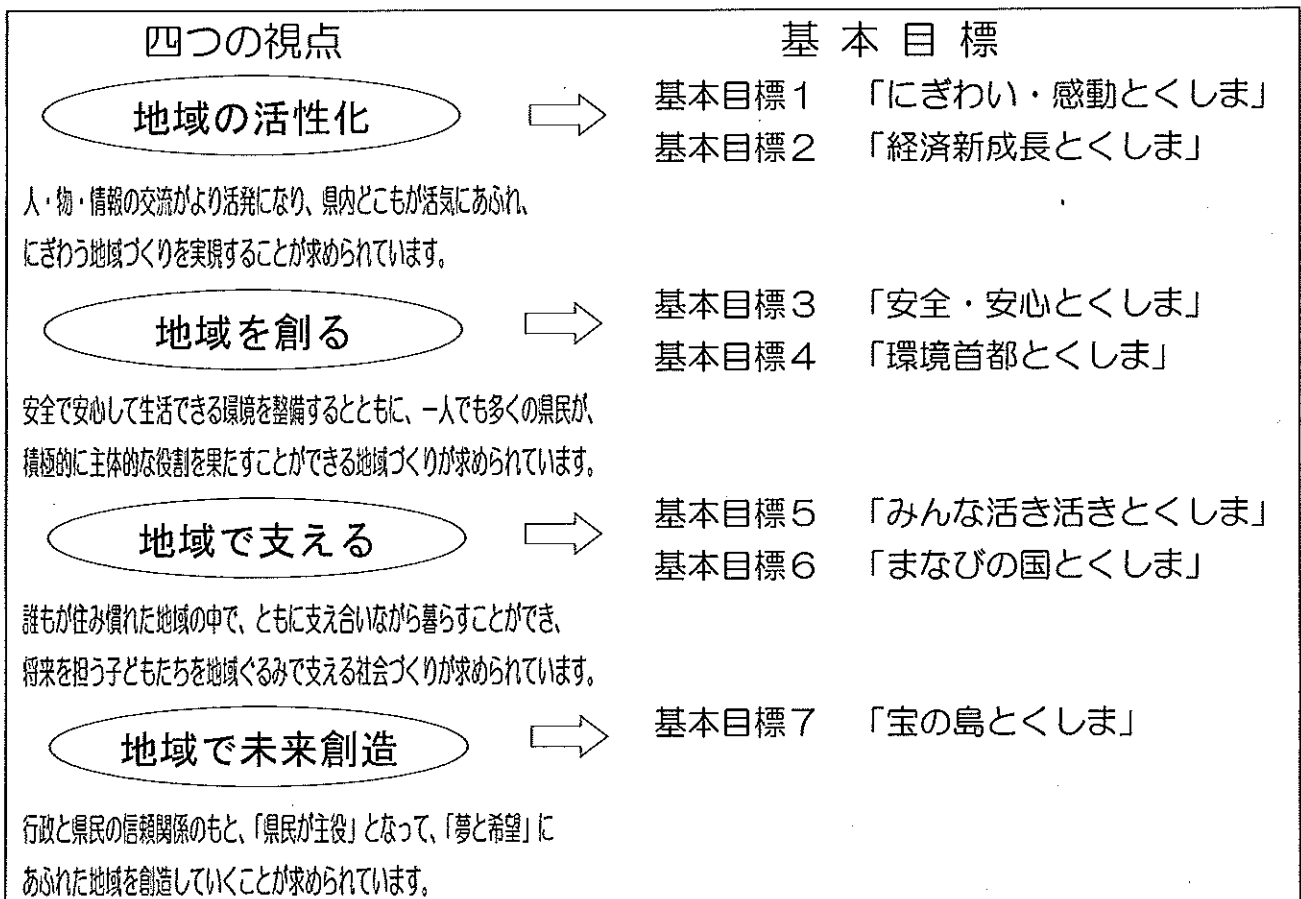 四つの視点
基本目標
地域の活性化
基本目標1 「にぎわい・感動とくしま」
基本目標2 「経済新成長とくしま」
人・物・情報の交流がより活発になり、県内どこもが活気にあふれ、
にぎわう地域づくりを実現することが求められています。
地域を創る
基本目標3 「安全・安心とくしま」
基本目標4 「環境首都とくしま」
安全で安心して生活できる環境を整備するとともに、一人でも多くの県民が、
積極的に主体的な役割を果たすことができる地域づくりが求められています。
地域で支える
基本目標5 「みんな活き活きとくしま」
基本目標6 「まなびの国とくしま」
誰もが住み慣れた地域の中で、ともに支え合いながら暮らすことができ、
将来を担う子どもたちを地域ぐるみで支える社会づくりが求められています。
地域で未来創造
基本目標7 「宝の島とくしま」
行政と県民の信頼関係のもと、「県民が主役」となって、「夢と希望」に
あふれた地域を創造していくことが求められています。